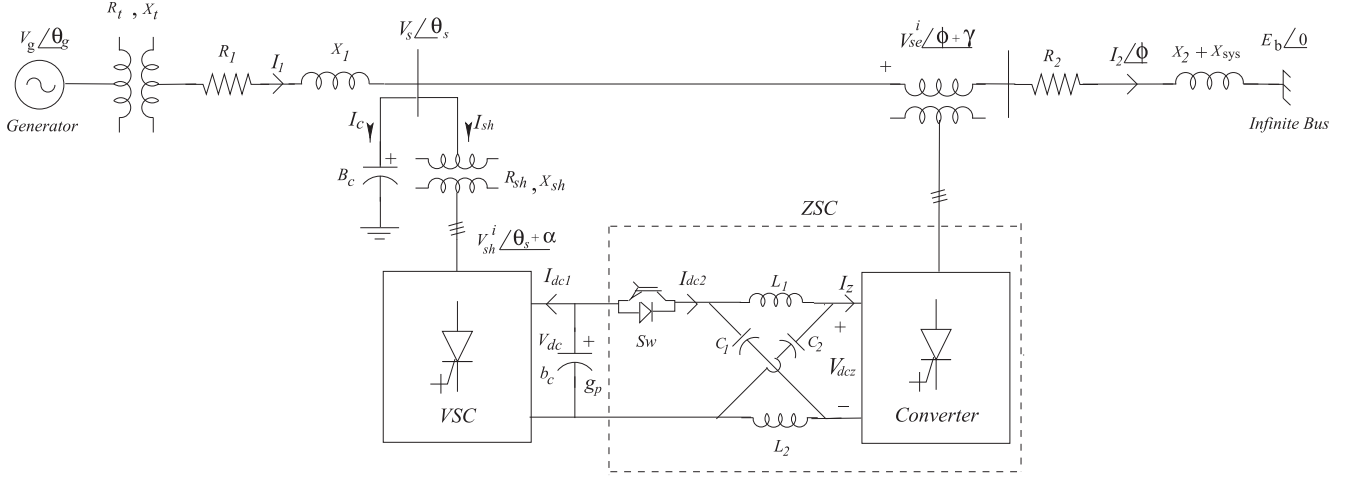 R_t , X_t
V_g∠θ_g
R_1
I_1
X_1
V_s∠θ_s
V_se^i∠ϕ+γ
+
R_2
I_2∠ϕ
X_2 + X_sys
E_b∠0
Generator
Infinite Bus
I_c
I_sh
+
B_c
R_sh , X_sh
ZSC
V_sh^i∠θ_s+α
I_dc1
I_dc2
L_1
I_z
V_dc
+
Sw
C_1
C_2
+
V_dcz
b_c
g_p
VSC
−
Converter
L_2